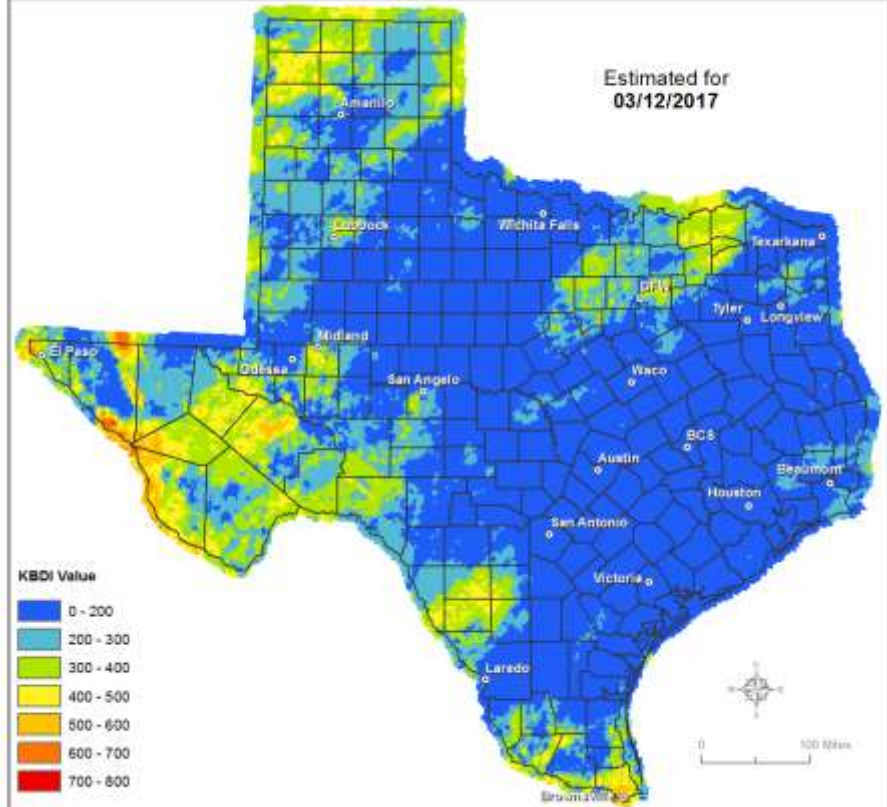 Estimated for
03/12/2017
Amarillo
Lubbock
Wichita Falls
Texarkana
DFW
Tyler
Longview
El Paso
Midland
Odessa
San Angelo
Waco
BCS
Austin
Beaumont
Houston
San Antonio
Victoria
Laredo
Brownsville
KBDI Value
0 - 200
200 - 300
300 - 400
400 - 500
500 - 600
600 - 700
700 - 800
0 100 Miles